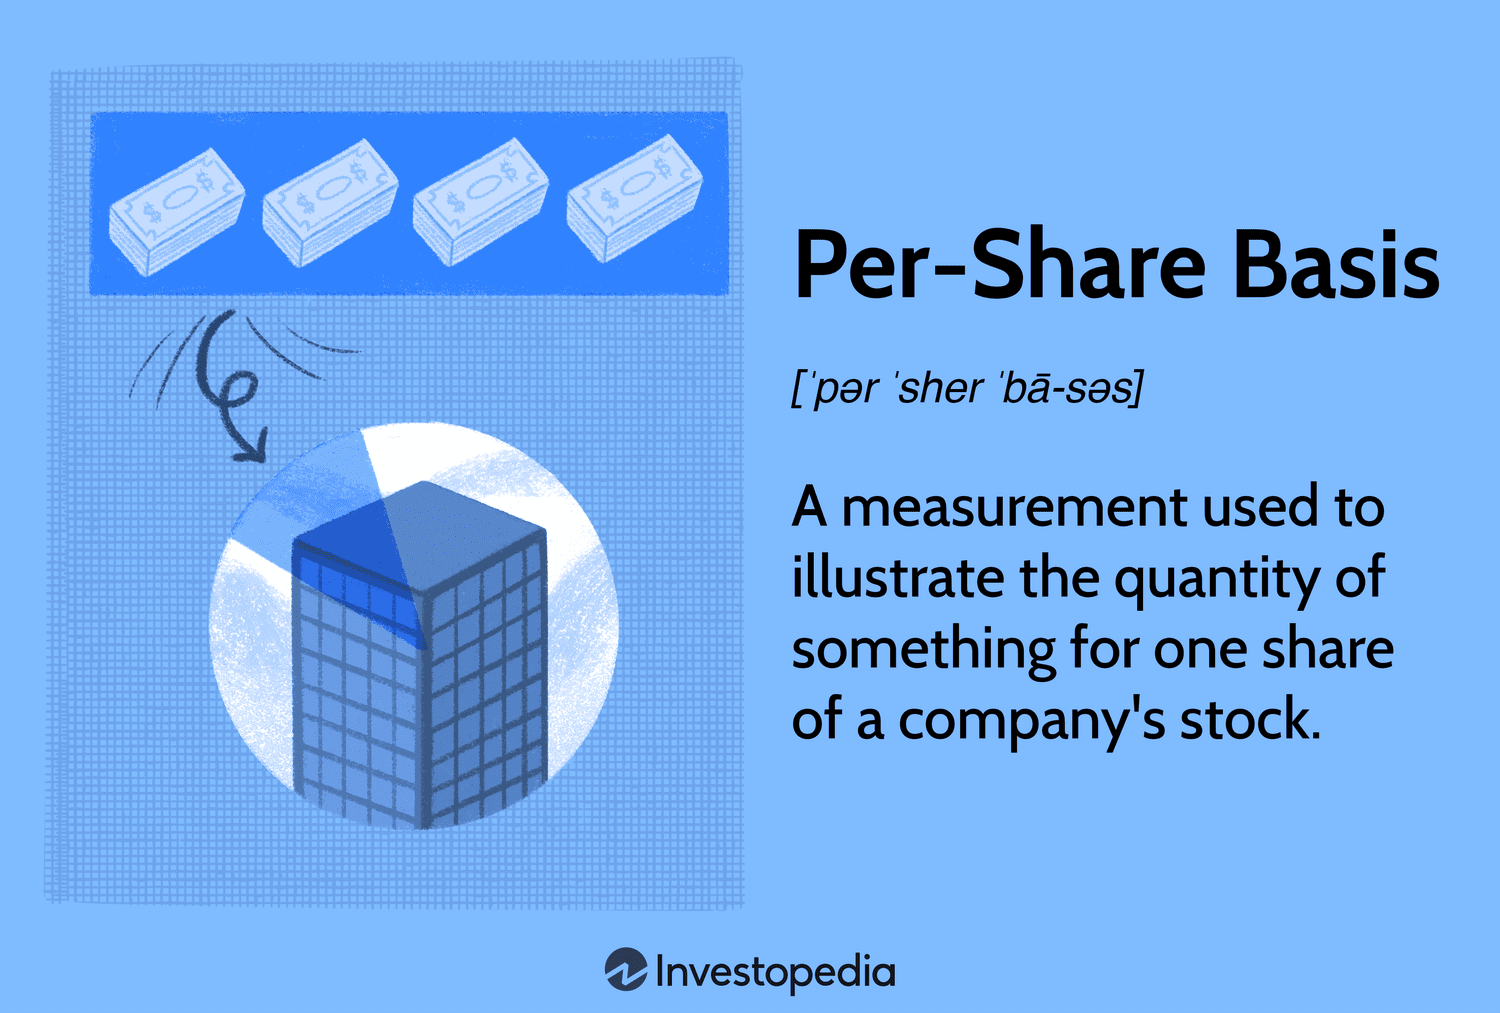 Per-Share Basis
[ˈpər ˈsher ˈbā-səs]
A measurement used to
illustrate the quantity of
something for one share
of a company's stock.
Investopedia